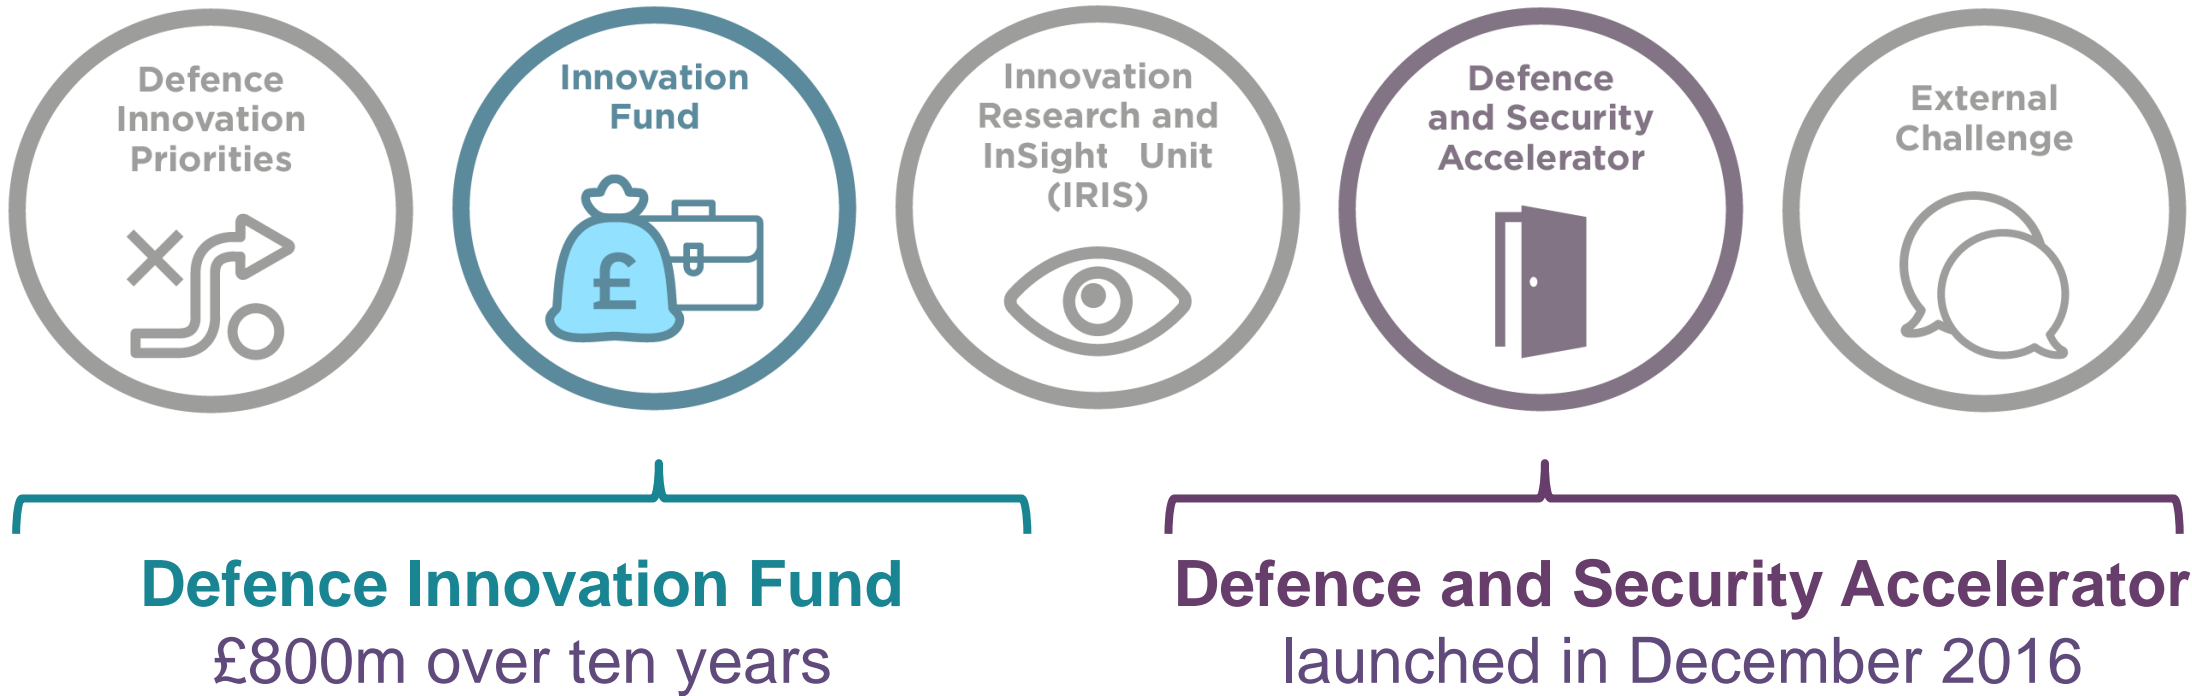 Defence
Innovation
Priorities
Innovation
Fund
£
Innovation
Research and
InSight Unit
(IRIS)
Defence
and Security
Accelerator
External
Challenge
Defence Innovation Fund
£800m over ten years
Defence and Security Accelerator
launched in December 2016